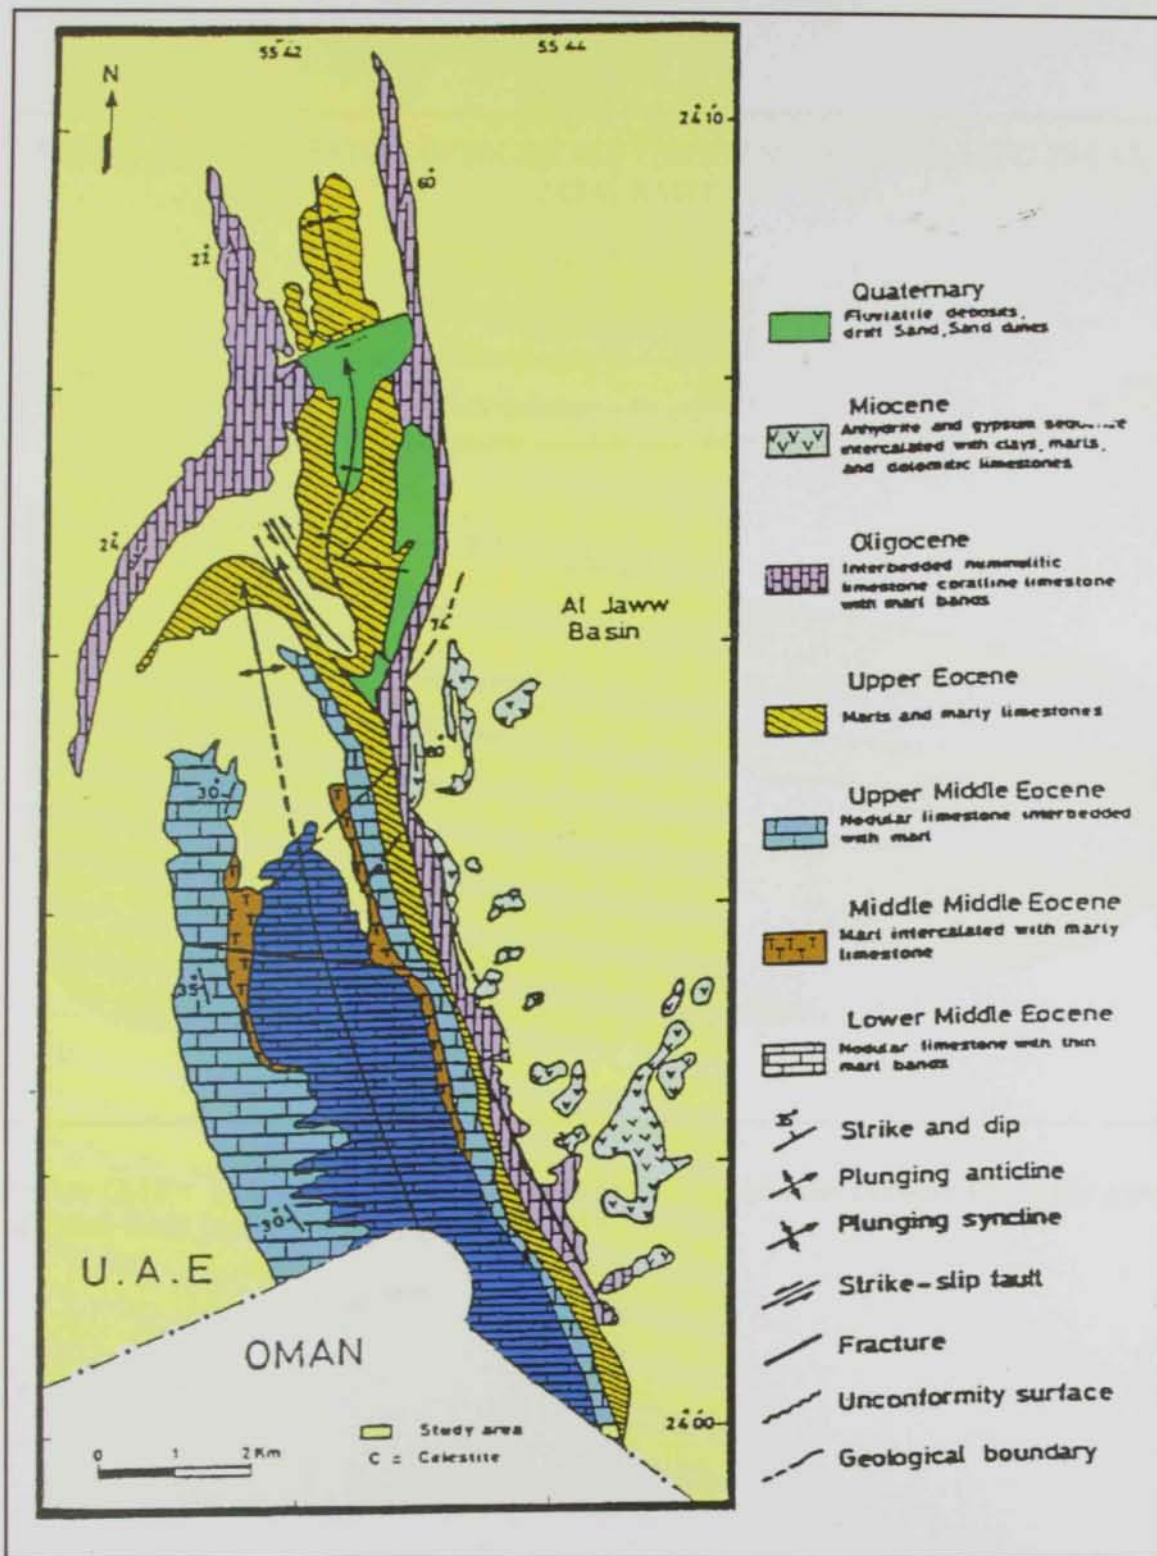 55°42
55 44
N
24°10
60°
22°
24°
Al Jaww
Basin
74°
80°
30°
35°
30°
U.A.E
OMAN
24°00
Study area
C = Celestite
0 1 2 Km
Quaternary
Fluviatile deposits,
drift Sand, Sand dunes
Miocene
Anhydrite and gypsum sequence
intercalated with clays, marls,
and dolomitic limestones
Oligocene
Interbedded nummulitic
limestone coralline limestone
with marl bands
Upper Eocene
Marls and marly limestones
Upper Middle Eocene
Nodular limestone interbedded
with marl
Middle Middle Eocene
Marl intercalated with marly
limestone
Lower Middle Eocene
Nodular limestone with thin
marl bands
Strike and dip
Plunging anticline
Plunging syncline
Strike-slip fault
Fracture
Unconformity surface
Geological boundary